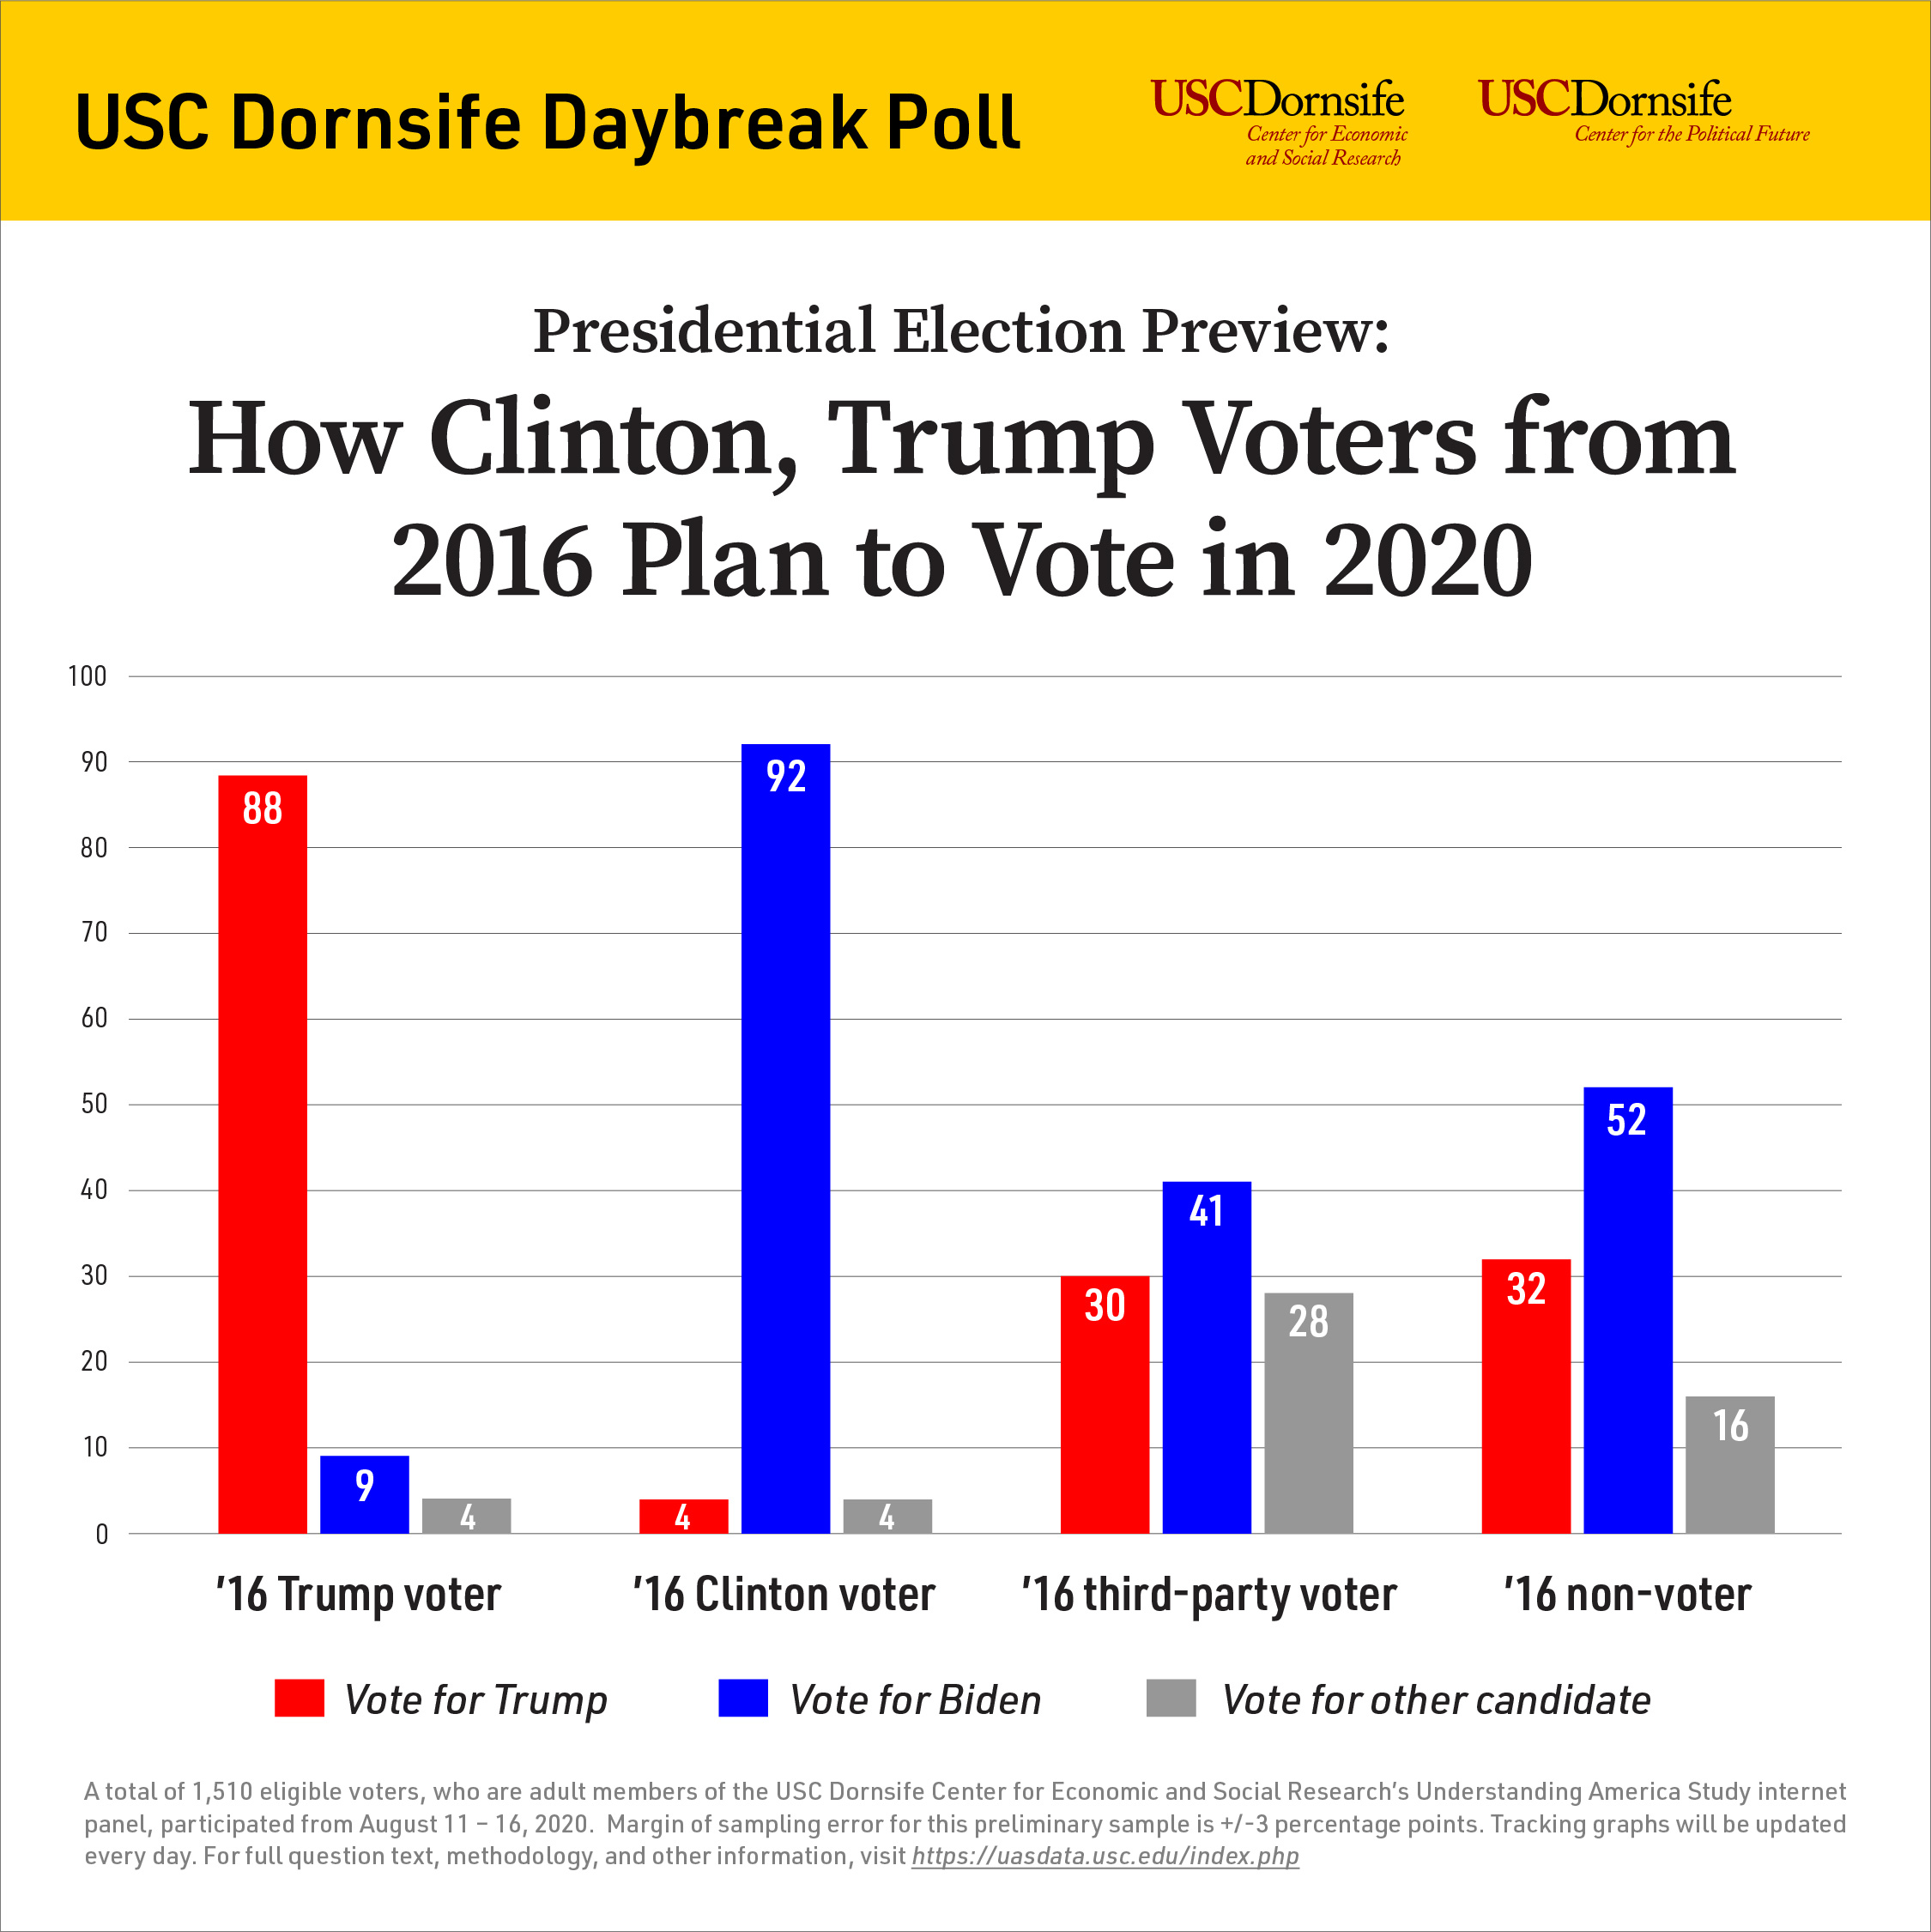 USC Dornsife Daybreak Poll
USCDornsife
Center for Economic
and Social Research
USCDornsife
Center for the Political Future
Presidential Election Preview:
How Clinton, Trump Voters from
2016 Plan to Vote in 2020
100
90
80
70
60
50
40
30
20
10
0
88
9
4
4
92
4
30
41
28
32
52
16
'16 Trump voter
'16 Clinton voter
'16 third-party voter
'16 non-voter
Vote for Trump
Vote for Biden
Vote for other candidate
A total of 1,510 eligible voters, who are adult members of the USC Dornsife Center for Economic and Social Research's Understanding America Study internet
panel, participated from August 11 – 16, 2020. Margin of sampling error for this preliminary sample is +/-3 percentage points. Tracking graphs will be updated
every day. For full question text, methodology, and other information, visit https://uasdata.usc.edu/index.php